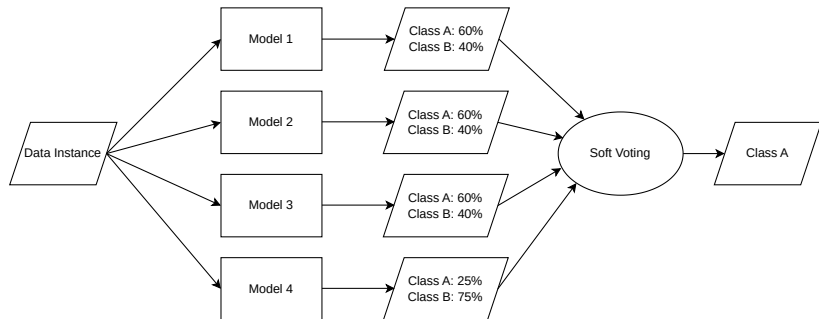 Data Instance
Model 1
Class A: 60%
Class B: 40%
Model 2
Class A: 60%
Class B: 40%
Model 3
Class A: 60%
Class B: 40%
Model 4
Class A: 25%
Class B: 75%
Soft Voting
Class A